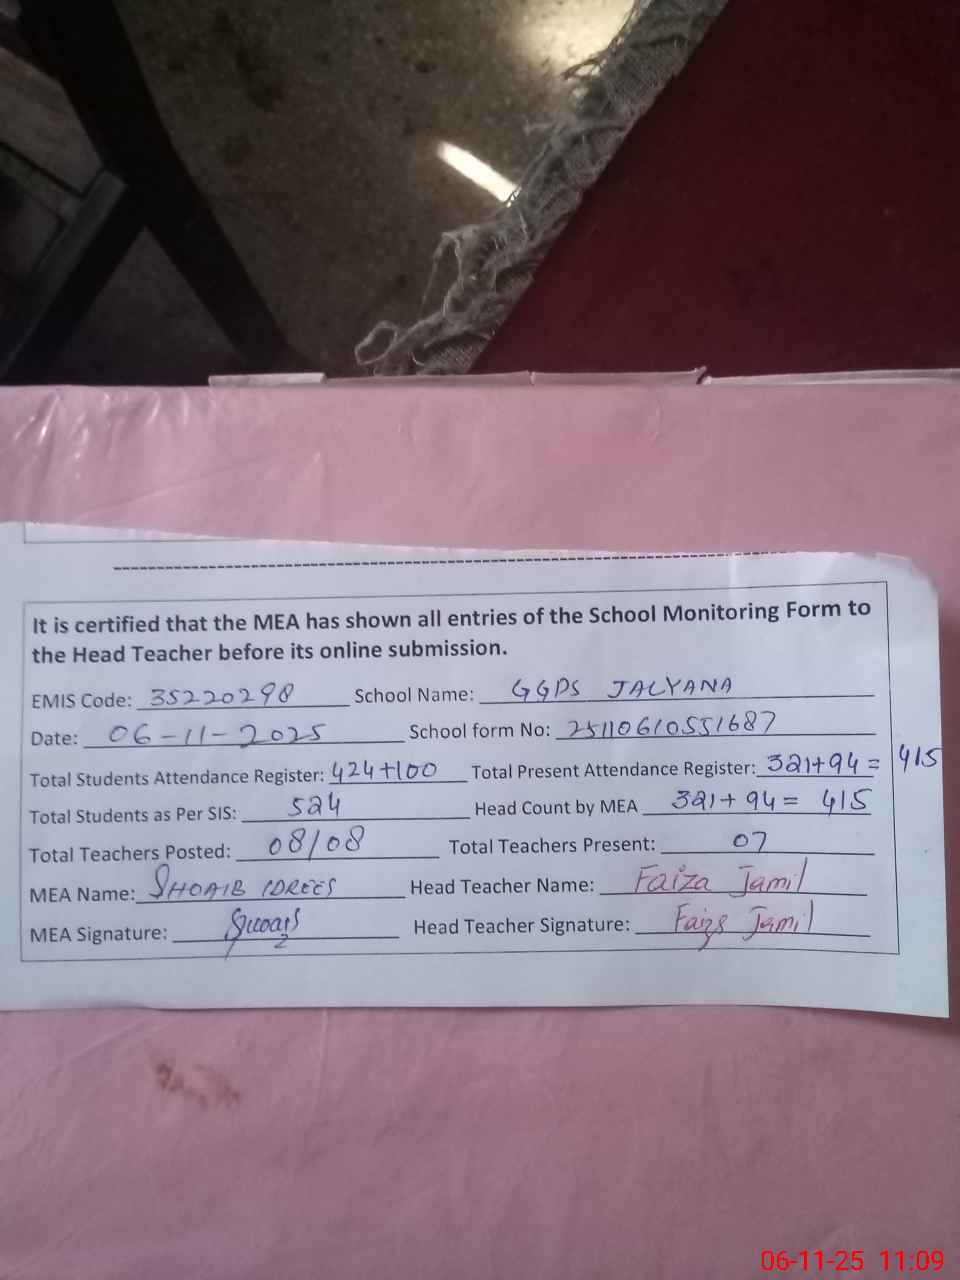 It is certified that the MEA has shown all entries of the School Monitoring Form to
the Head Teacher before its online submission.
EMIS Code: 35220298 School Name: GGPS JALYANA
Date: 06-11-2025 School form No: 25110610551687
Total Students Attendance Register: 424+100 Total Present Attendance Register: 321+94 = 415
Total Students as Per SIS: 524 Head Count by MEA 321+94 = 415
Total Teachers Posted: 08/08 Total Teachers Present: 07
MEA Name: SHOAIB IDREES Head Teacher Name: Faiza Jamil
MEA Signature: Head Teacher Signature: Faiza Jamil
06-11-25 11:09